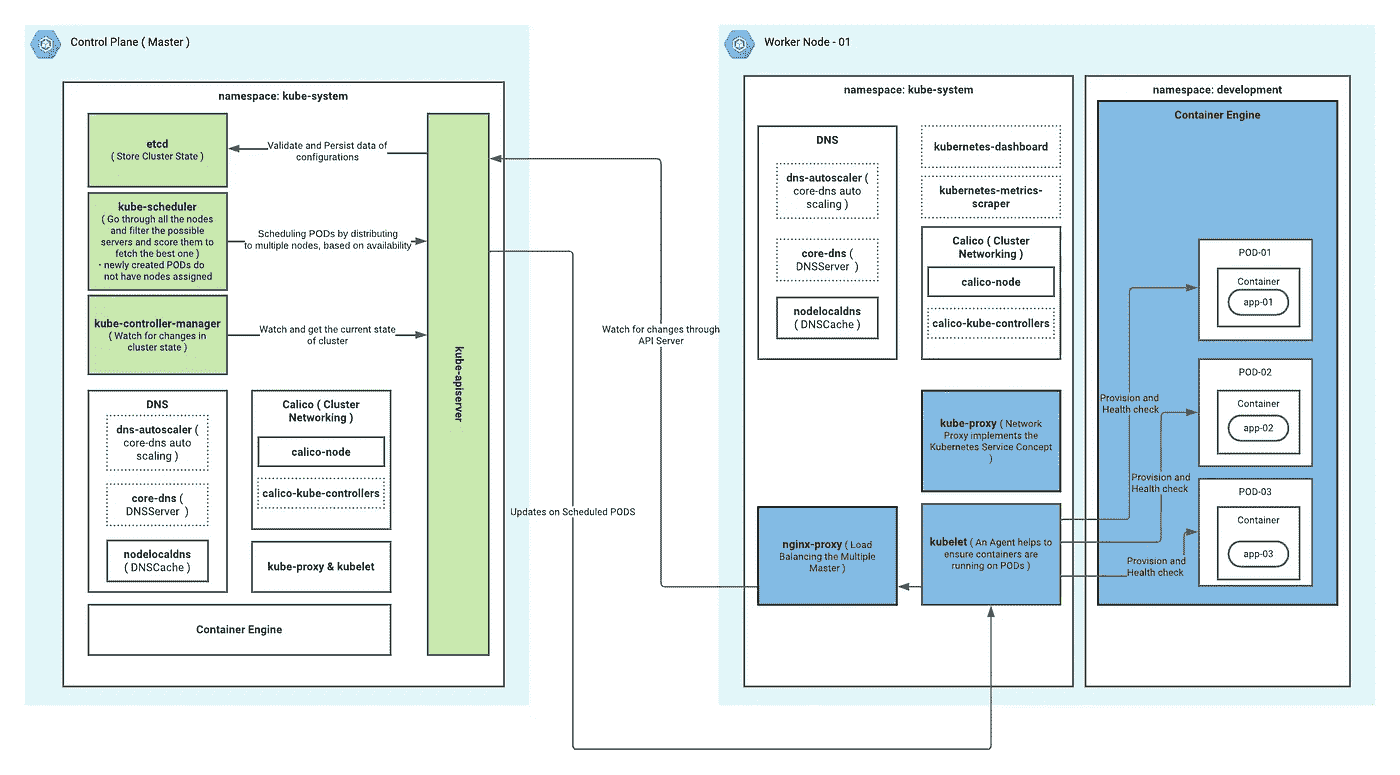 Control Plane ( Master )
namespace: kube-system
etcd
( Store Cluster State )
Validate and Persist data of
configurations
kube-scheduler
( Go through all the nodes
and filter the possible
servers and score them to
fetch the best one )
- newly created PODs do
not have nodes assigned
Scheduling PODs by distributing
to multiple nodes, based on availability
kube-controller-manager
( Watch for changes in
cluster state )
Watch and get the current state
of cluster
kube-apiserver
DNS
dns-autoscaler (
core-dns auto
scaling )
core-dns (
DNSServer )
nodelocaldns
( DNSCache )
Calico ( Cluster
Networking )
calico-node
calico-kube-controllers
kube-proxy & kubelet
Container Engine
Watch for changes through
API Server
Updates on Scheduled PODS
Worker Node - 01
namespace: kube-system
DNS
dns-autoscaler (
core-dns auto
scaling )
core-dns (
DNSServer )
nodelocaldns
( DNSCache )
kubernetes-dashboard
kubernetes-metrics-
scraper
Calico ( Cluster
Networking )
calico-node
calico-kube-controllers
kube-proxy ( Network
Proxy implements the
Kubernetes Service Concept
)
nginx-proxy ( Load
Balancing the Multiple
Master )
kubelet ( An Agent helps to
ensure containers are
running on PODs )
namespace: development
Container Engine
POD-01
Container
app-01
Provision and
Health check
POD-02
Container
app-02
Provision and
Health check
POD-03
Container
app-03
Provision and
Health check